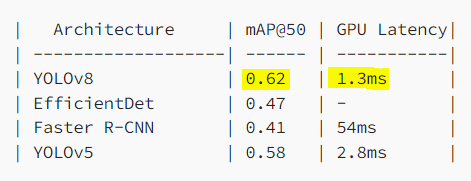 |   Architecture    | mAP@50 | GPU Latency|
| ------------------| ------ | -----------|
| YOLOv8            | 0.62   | 1.3ms      |
| EfficientDet      | 0.47   | -          |
| Faster R-CNN      | 0.41   | 54ms       |
| YOLOv5            | 0.58   | 2.8ms      |